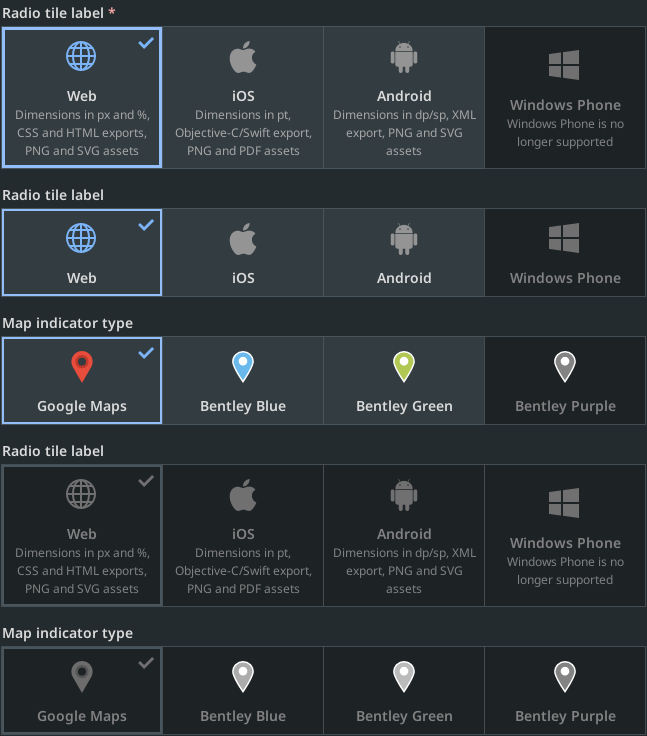 Radio tile label *
Web
Dimensions in px and %,
CSS and HTML exports,
PNG and SVG assets
iOS
Dimensions in pt,
Objective-C/Swift export,
PNG and PDF assets
Android
Dimensions in dp/sp, XML
export, PNG and SVG
assets
Windows Phone
Windows Phone is no
longer supported
Radio tile label
Web
iOS
Android
Windows Phone
Map indicator type
Google Maps
Bentley Blue
Bentley Green
Bentley Purple
Radio tile label
Web
Dimensions in px and %,
CSS and HTML exports,
PNG and SVG assets
iOS
Dimensions in pt,
Objective-C/Swift export,
PNG and PDF assets
Android
Dimensions in dp/sp, XML
export, PNG and SVG
assets
Windows Phone
Windows Phone is no
longer supported
Map indicator type
Google Maps
Bentley Blue
Bentley Green
Bentley Purple